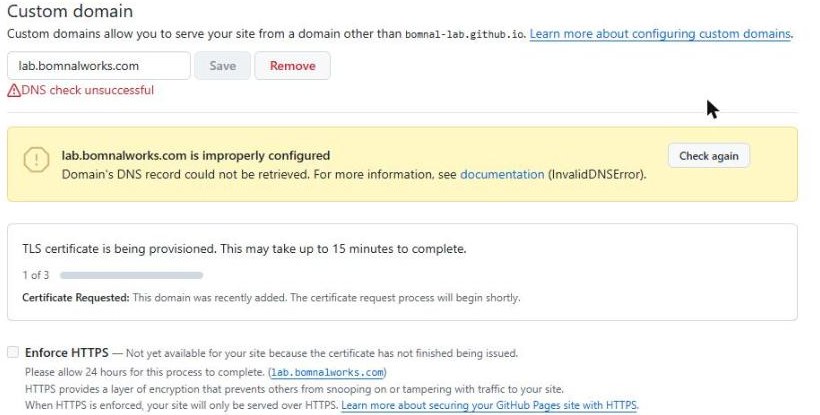 Custom domain
Custom domains allow you to serve your site from a domain other than bomnal-lab.github.io. Learn more about configuring custom domains.
lab.bomnalworks.com Save Remove
DNS check unsuccessful
lab.bomnalworks.com is improperly configured
Check again
Domain's DNS record could not be retrieved. For more information, see documentation (InvalidDNSError).
TLS certificate is being provisioned. This may take up to 15 minutes to complete.
1 of 3
Certificate Requested: This domain was recently added. The certificate request process will begin shortly.
Enforce HTTPS — Not yet available for your site because the certificate has not finished being issued.
Please allow 24 hours for this process to complete. (lab.bomnalworks.com)
HTTPS provides a layer of encryption that prevents others from snooping on or tampering with traffic to your site.
When HTTPS is enforced, your site will only be served over HTTPS. Learn more about securing your GitHub Pages site with HTTPS.